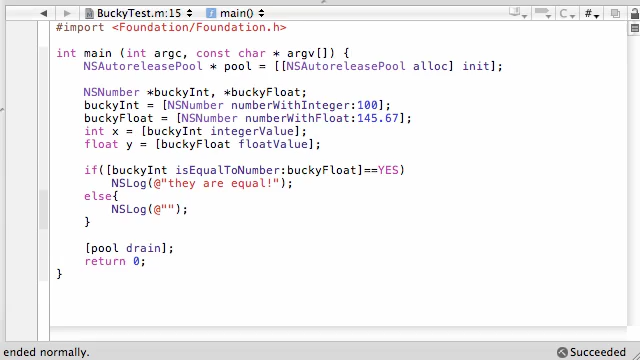 BuckyTest.m:15 main() C #
#import <Foundation/Foundation.h>
int main (int argc, const char * argv[]) {
NSAutoreleasePool * pool = [[NSAutoreleasePool alloc] init];
NSNumber *buckyInt, *buckyFloat;
buckyInt = [NSNumber numberWithInteger:100];
buckyFloat = [NSNumber numberWithFloat:145.67];
int x = [buckyInt integerValue];
float y = [buckyFloat floatValue];
if([buckyInt isEqualToNumber:buckyFloat]==YES)
NSLog(@"they are equal!");
else{
NSLog(@"");
}
[pool drain];
return 0;
}
ended normally. Succeeded